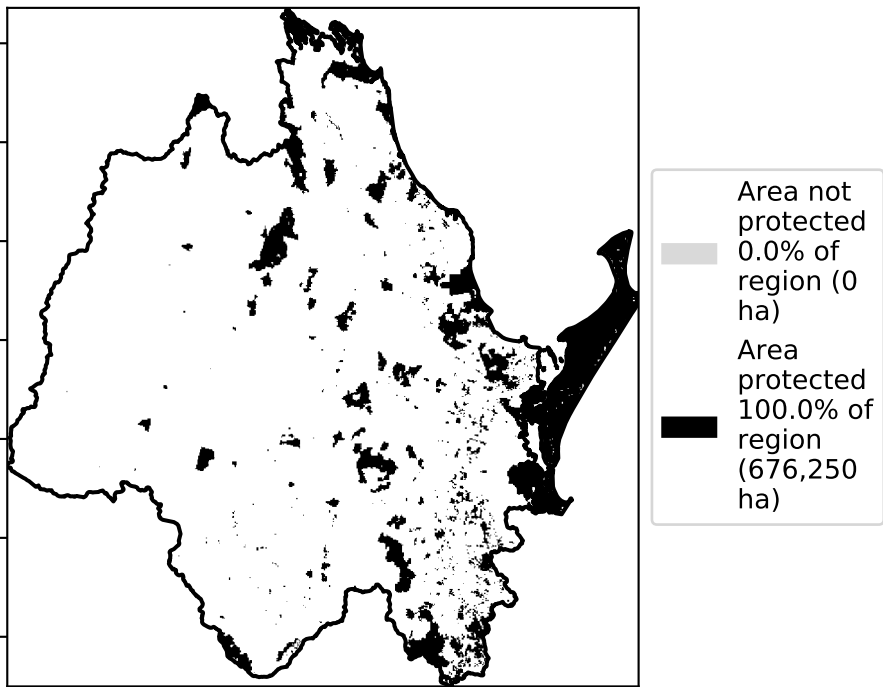 Area not
protected
0.0% of
region (0
ha)
Area
protected
100.0% of
region
(676,250
ha)